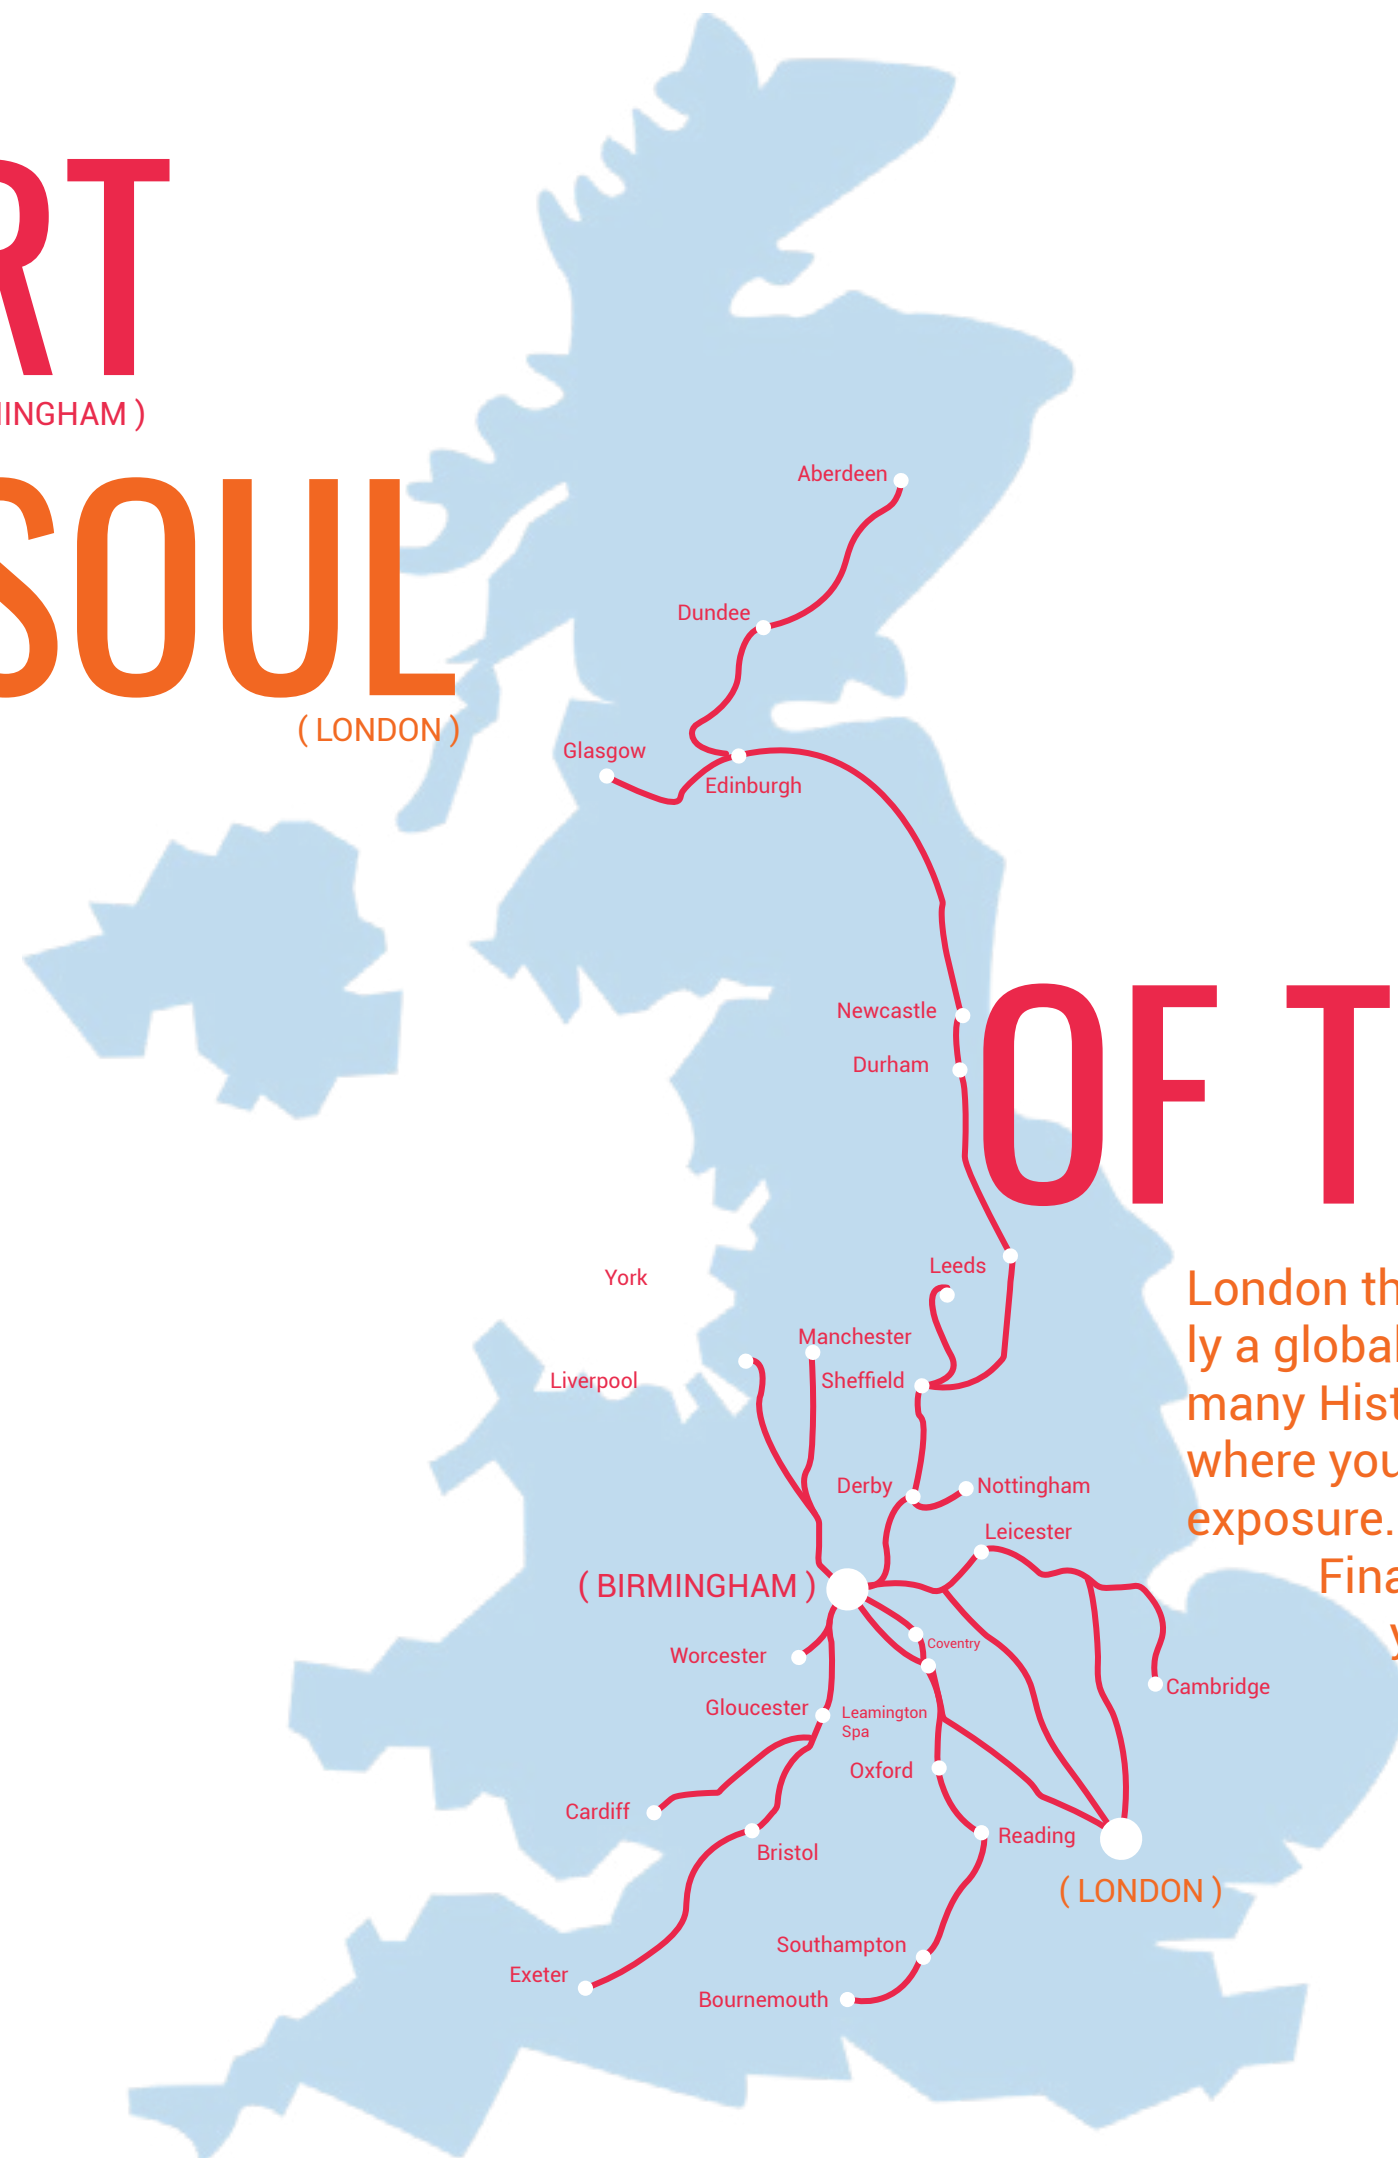 RT
INGHAM )
SOUL
( LONDON )
Aberdeen
Dundee
Glasgow
Edinburgh
Newcastle
Durham
OF T
Leeds
York
London th
Manchester
ly a global
Liverpool
Sheffield
many Hist
where you
Derby
Nottingham
exposure.
Leicester
Fina
( BIRMINGHAM )
y
Coventry
Worcester
Cambridge
Gloucester
Leamington
Spa
Oxford
Cardiff
Reading
Bristol
( LONDON )
Southampton
Exeter
Bournemouth